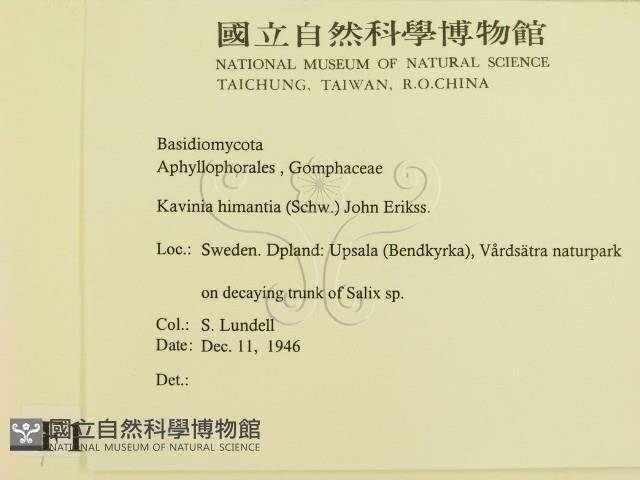 國立自然科學博物館
NATIONAL MUSEUM OF NATURAL SCIENCE
TAICHUNG, TAIWAN, R.O.CHINA
Basidiomycota
Aphyllophorales , Gomphaceae
Kavinia himantia (Schw.) John Erikss.
Loc.: Sweden. Dpland: Upsala (Bendkyrka), Vårdsätra naturpark
on decaying trunk of Salix sp.
Col.: S. Lundell
Date: Dec. 11, 1946
Det.:
國立自然科學博物館
NATIONAL MUSEUM OF NATURAL SCIENCE